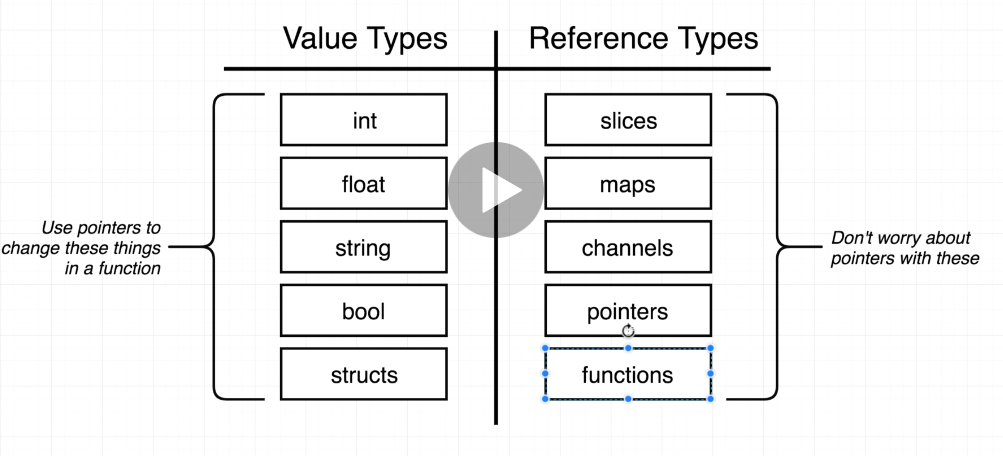 Value Types
Reference Types
int
slices
float
maps
Use pointers to
change these things
in a function
string
channels
Don't worry about
pointers with these
bool
pointers
structs
functions